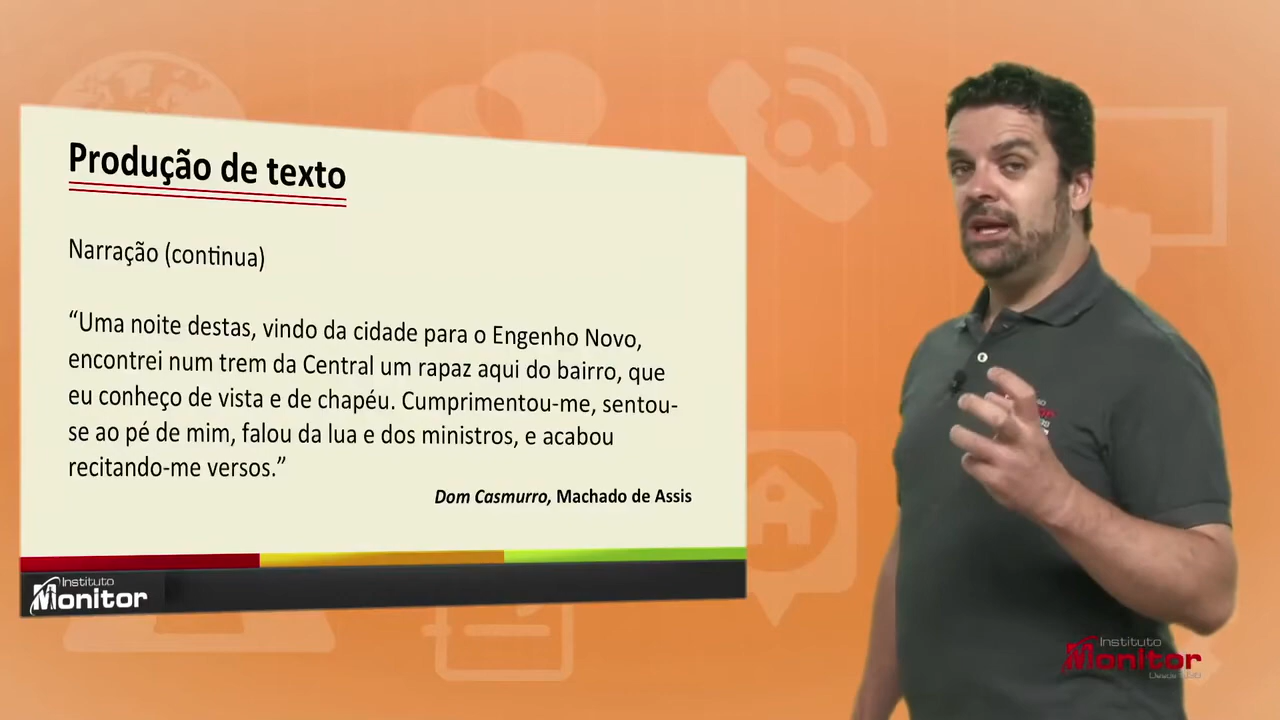 Produção de texto
Narração (continua)
“Uma noite destas, vindo da cidade para o Engenho Novo,
encontrei num trem da Central um rapaz aqui do bairro, que
eu conheço de vista e de chapéu. Cumprimentou-me, sentou-
se ao pé de mim, falou da lua e dos ministros, e acabou
recitando-me versos.”
Dom Casmurro, Machado de Assis
Instituto
Monitor
Instituto
Monitor